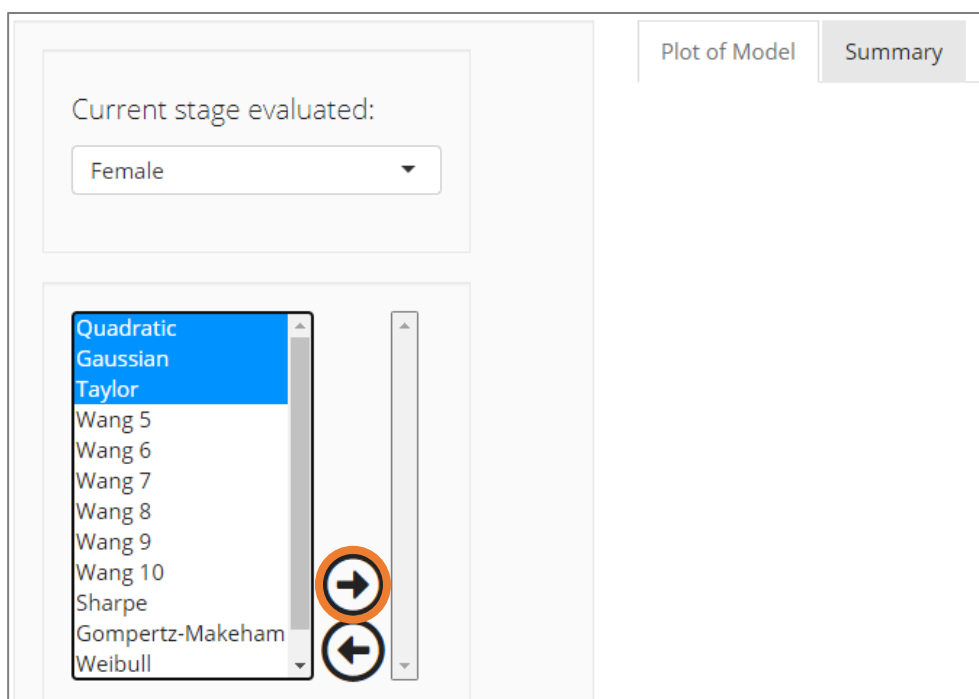 Current stage evaluated:
Female
Quadratic
Gaussian
Taylor
Wang 5
Wang 6
Wang 7
Wang 8
Wang 9
Wang 10
Sharpe
Gompertz-Makeham
Weibull
Plot of Model
Summary